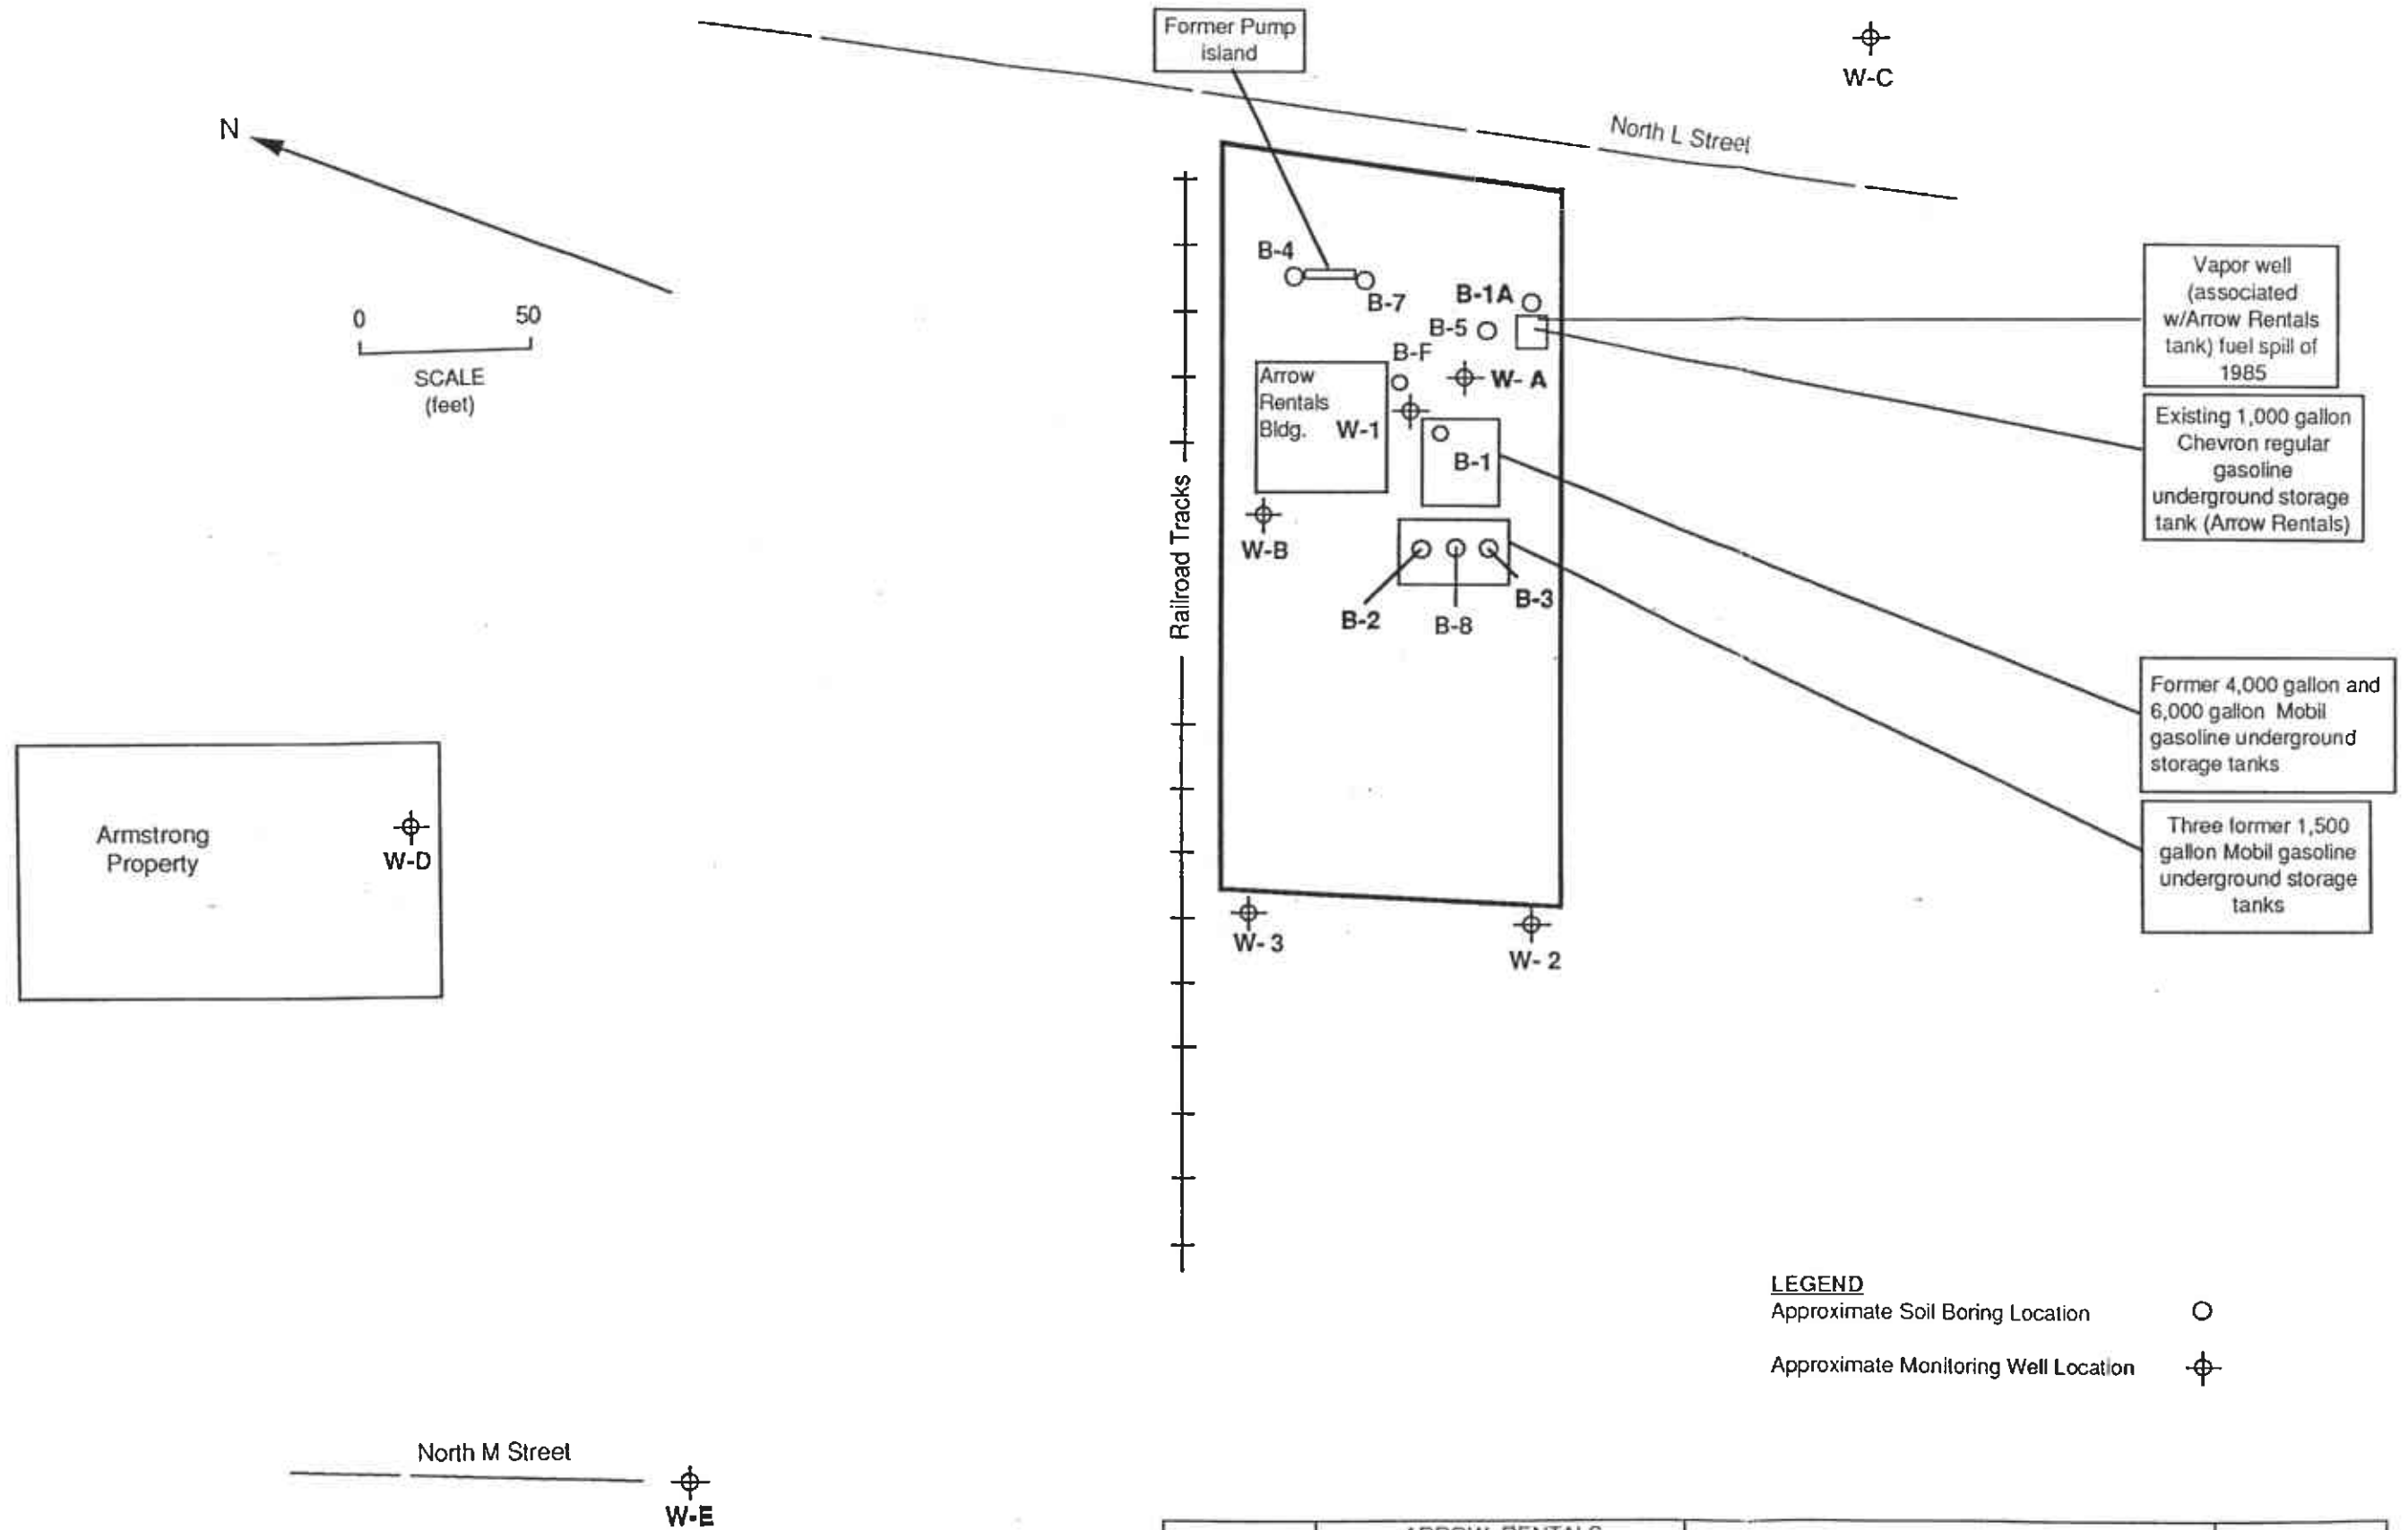 Former Pump
island
W-C
N
North L Street
B-4
B-7
B-1A
B-5
B-F
W- A
Vapor well
(associated
w/Arrow Rentals
tank) fuel spill of
1985
0 50
SCALE
(feet)
Arrow
Rentals
Bldg.
W-1
B-1
Existing 1,000 gallon
Chevron regular
gasoline
underground storage
tank (Arrow Rentals)
Railroad Tracks
W-B
B-2
B-8
B-3
Former 4,000 gallon and
6,000 gallon Mobil
gasoline underground
storage tanks
Three former 1,500
gallon Mobil gasoline
underground storage
tanks
Armstrong
Property
W-D
W- 3
W- 2
LEGEND
Approximate Soil Boring Location
Approximate Monitoring Well Location
North M Street
W-E
ARROW RENTALS